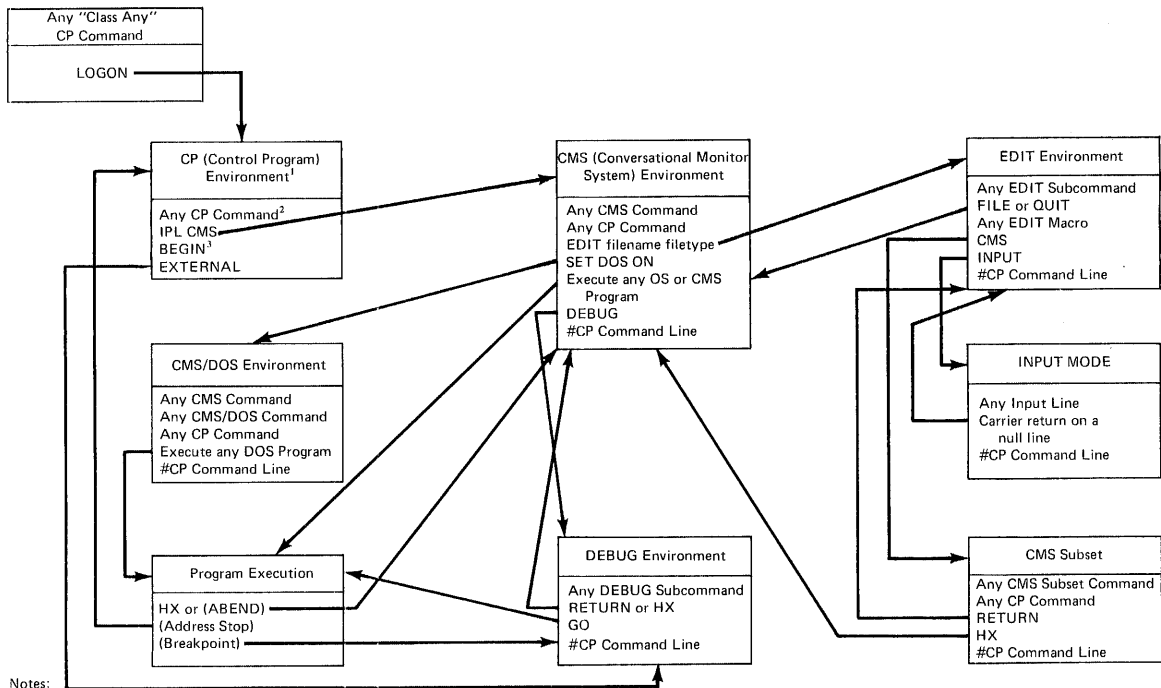 Any "Class Any"
CP Command
LOGON
CP (Control Program)
Environment¹
Any CP Command²
IPL CMS
BEGIN³
EXTERNAL
CMS (Conversational Monitor
System) Environment
Any CMS Command
Any CP Command
EDIT filename filetype
SET DOS ON
Execute any OS or CMS
Program
DEBUG
#CP Command Line
EDIT Environment
Any EDIT Subcommand
FILE or QUIT
Any EDIT Macro
CMS
INPUT
#CP Command Line
CMS/DOS Environment
Any CMS Command
Any CMS/DOS Command
Any CP Command
Execute any DOS Program
#CP Command Line
INPUT MODE
Any Input Line
Carrier return on a
null line
#CP Command Line
Program Execution
HX or (ABEND)
(Address Stop)
(Breakpoint)
DEBUG Environment
Any DEBUG Subcommand
RETURN or HX
GO
#CP Command Line
CMS Subset
Any CMS Subset Command
Any CP Command
RETURN
HX
#CP Command Line
Notes: